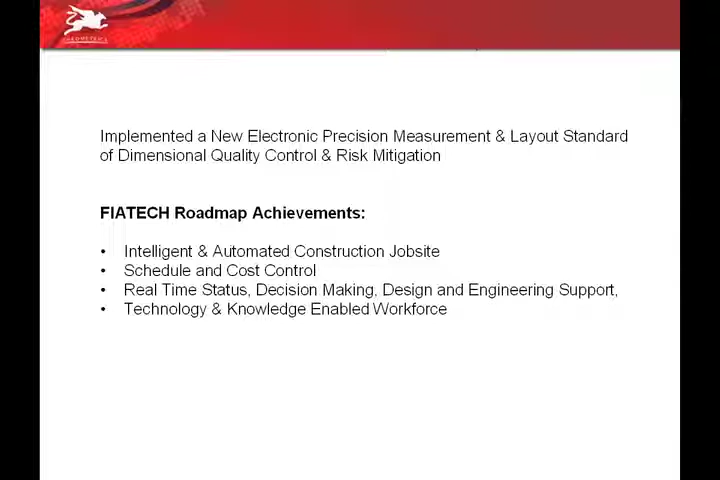 Implemented a New Electronic Precision Measurement & Layout Standard
of Dimensional Quality Control & Risk Mitigation
FIATECH Roadmap Achievements:
• Intelligent & Automated Construction Jobsite
• Schedule and Cost Control
• Real Time Status, Decision Making, Design and Engineering Support,
• Technology & Knowledge Enabled Workforce